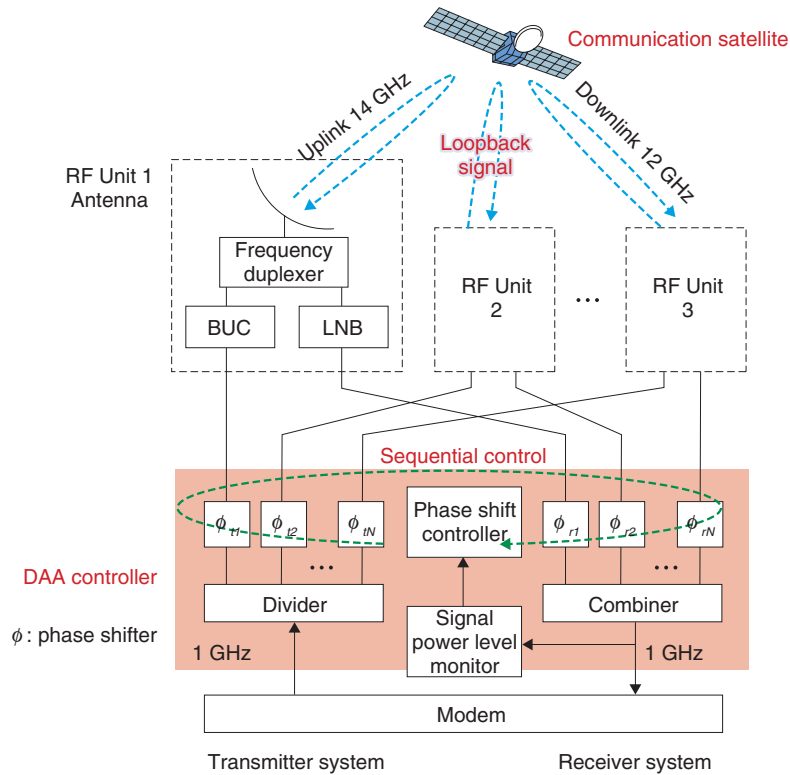 Communication satellite
Uplink 14 GHz
Downlink 12 GHz
Loopback
signal
RF Unit 1
Antenna
Frequency
duplexer
BUC
LNB
RF Unit
2
...
RF Unit
3
Sequential control
ϕt1
ϕt2
ϕtN
...
Phase shift
controller
ϕr1
ϕr2
ϕrN
...
DAA controller
Divider
Signal
power level
monitor
Combiner
ϕ : phase shifter
1 GHz
1 GHz
Modem
Transmitter system
Receiver system